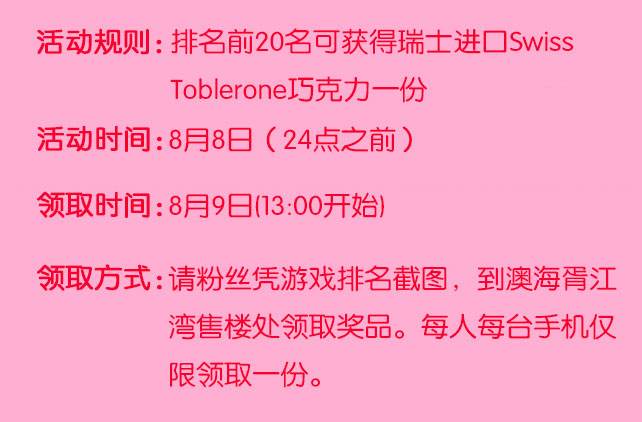 活动规则：排名前20名可获得瑞士进口Swiss
Toblerone巧克力一份
活动时间：8月8日（24点之前）
领取时间：8月9日(13:00开始)
领取方式：请粉丝凭游戏排名截图，到澳海胥江
湾售楼处领取奖品。每人每台手机仅
限领取一份。